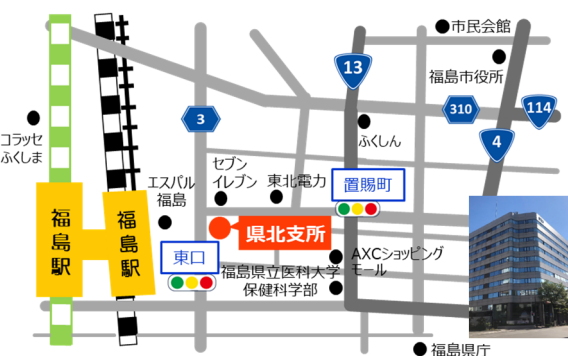 市民会館
福島市役所
13
310
114
4
3
コラッセ
ふくしま
ふくしん
セブン
イレブン
東北電力
置賜町
エスパル
福島
福島駅
福島駅
県北支所
東口
AXCショッピング
モール
福島県立医科大学
保健科学部
福島県庁